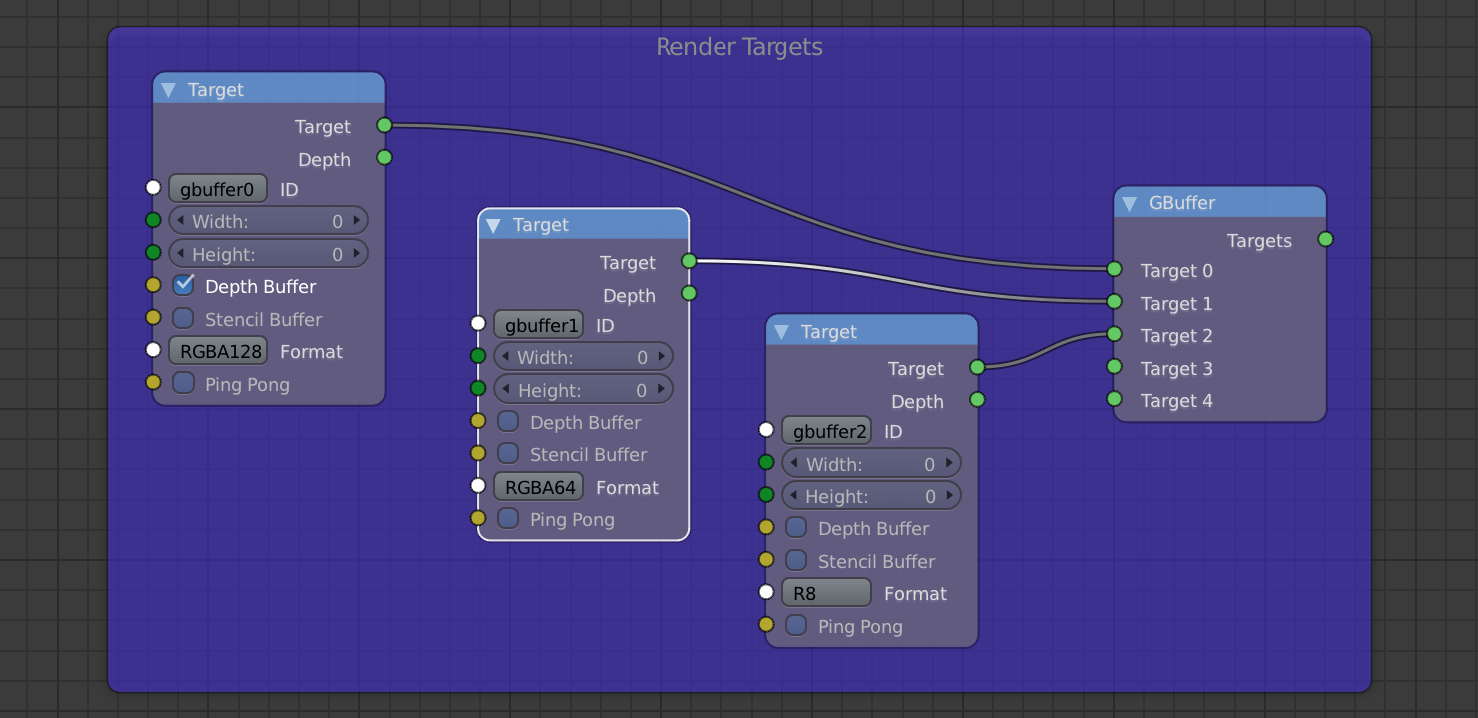 Render Targets
Target
Target
Depth
gbuffer0 ID
Width: 0
Height: 0
Depth Buffer
Stencil Buffer
RGBA128 Format
Ping Pong
Target
Target
Depth
gbuffer1 ID
Width: 0
Height: 0
Depth Buffer
Stencil Buffer
RGBA64 Format
Ping Pong
Target
Target
Depth
gbuffer2 ID
Width: 0
Height: 0
Depth Buffer
Stencil Buffer
R8 Format
Ping Pong
GBuffer
Targets
Target 0
Target 1
Target 2
Target 3
Target 4